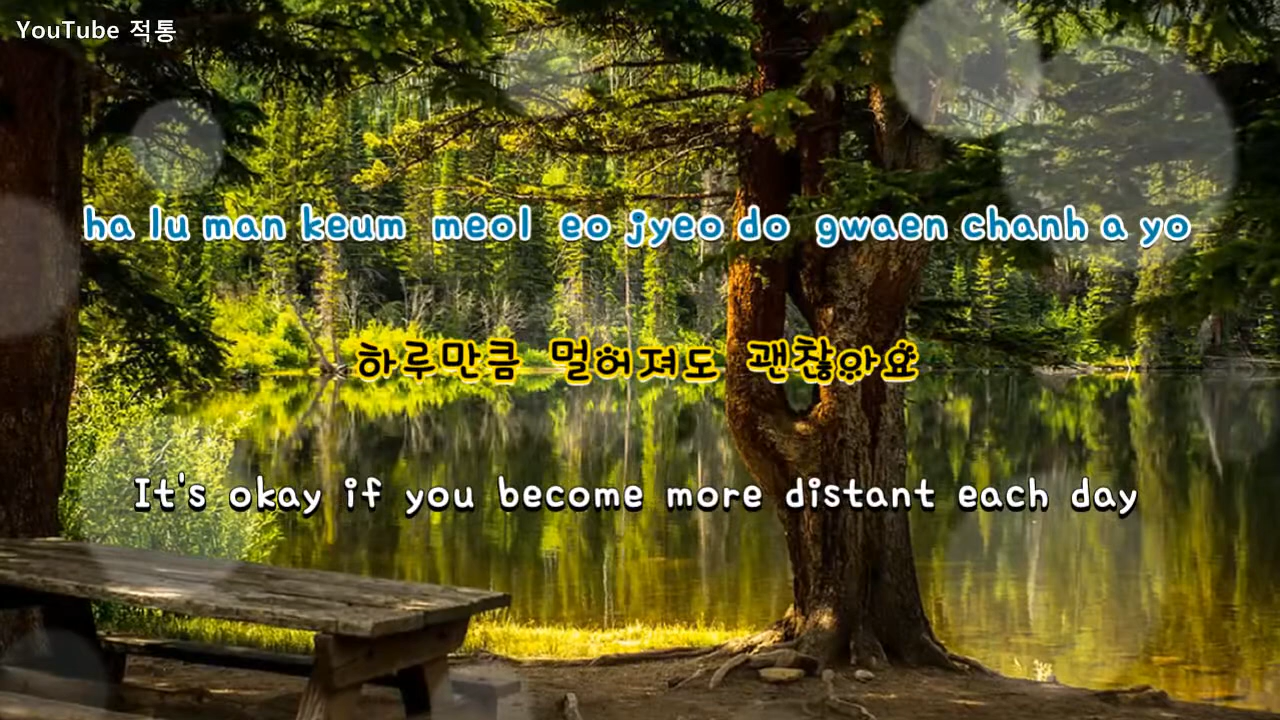 YouTube 적통
ha lu man keum meol eo jyeo do gwaen chanh a yo
하루만큼 멀어져도 괜찮아요
It's okay if you become more distant each day